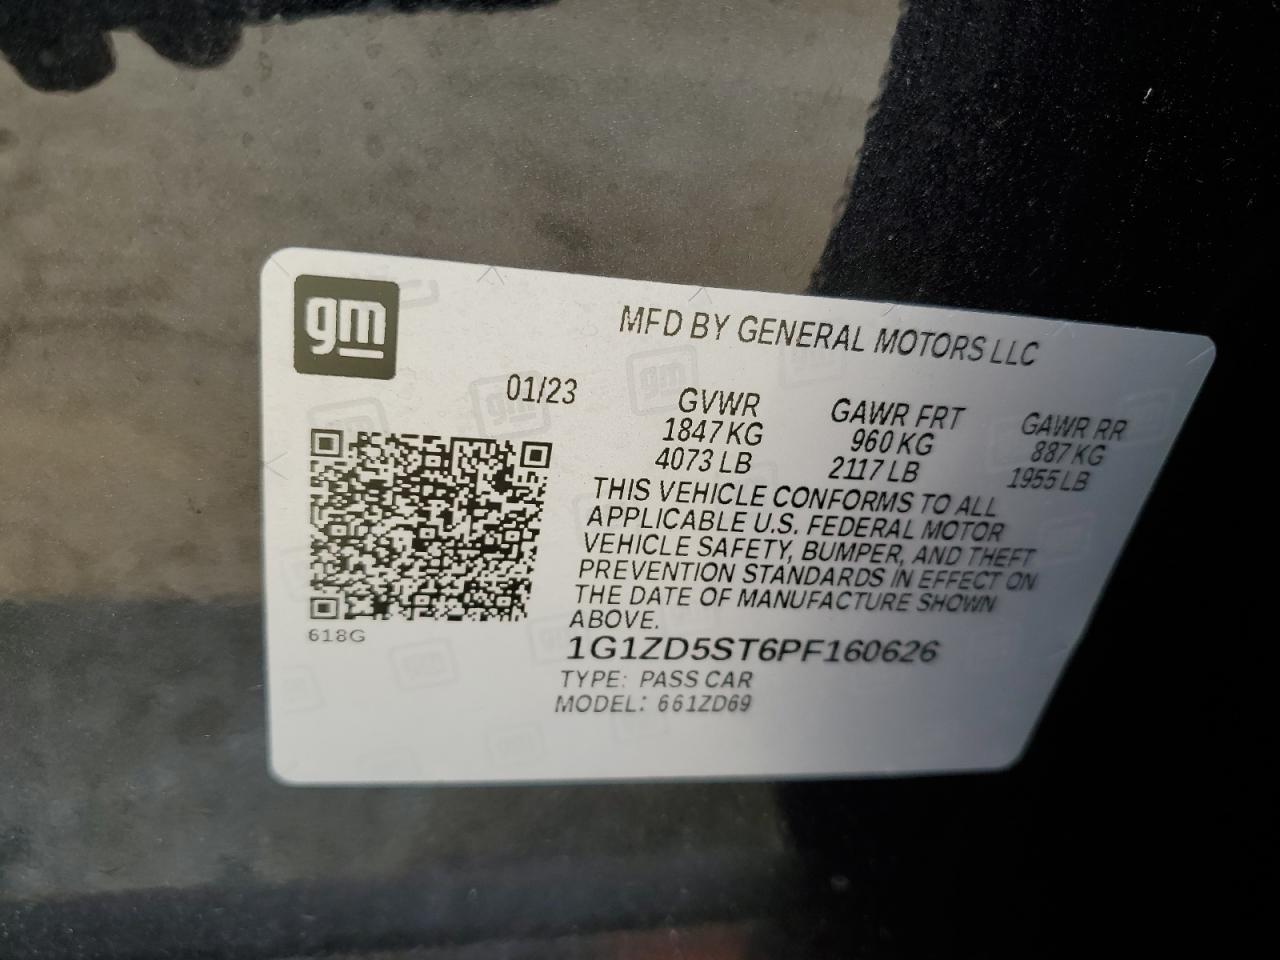 gm
MFD BY GENERAL MOTORS LLC
01/23 GVWR GAWR FRT GAWR RR
1847 KG 960 KG 887 KG
4073 LB 2117 LB 1955 LB
THIS VEHICLE CONFORMS TO ALL
APPLICABLE U.S. FEDERAL MOTOR
VEHICLE SAFETY, BUMPER, AND THEFT
PREVENTION STANDARDS IN EFFECT ON
THE DATE OF MANUFACTURE SHOWN
ABOVE.
618G
1G1ZD5ST6PF160626
TYPE: PASS CAR
MODEL: 661ZD69